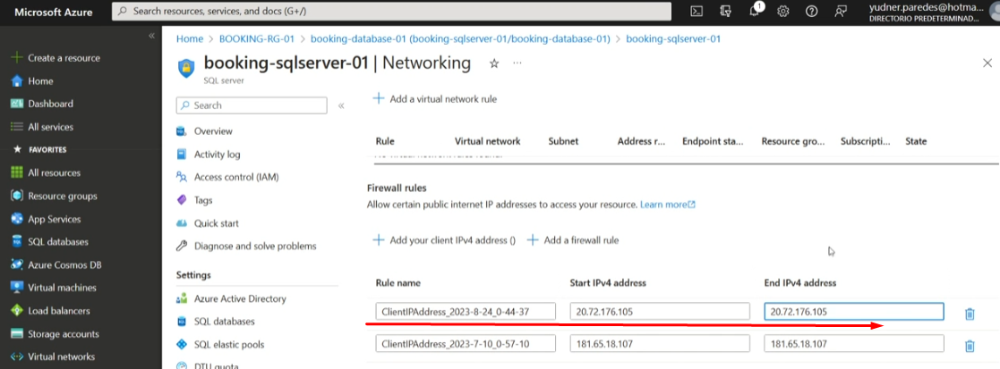 Microsoft Azure
Search resources, services, and docs (G+/)
1
yudner.paredes@hotma...
DIRECTORIO PREDETERMINAD...
Create a resource
Home
Dashboard
All services
FAVORITES
All resources
Resource groups
App Services
SQL databases
Azure Cosmos DB
Virtual machines
Load balancers
Storage accounts
Virtual networks
Home > BOOKING-RG-01 > booking-database-01 (booking-sqlserver-01/booking-database-01) > booking-sqlserver-01
booking-sqlserver-01 | Networking
SQL server
Search
Overview
Activity log
Access control (IAM)
Tags
Quick start
Diagnose and solve problems
Settings
Azure Active Directory
SQL databases
SQL elastic pools
DTU quota
Add a virtual network rule
Rule Virtual network Subnet Address r... Endpoint sta... Resource gro... Subscripti... State
Firewall rules
Allow certain public internet IP addresses to access your resource. Learn more
Add your client IPv4 address () Add a firewall rule
Rule name Start IPv4 address End IPv4 address
ClientIPAddress_2023-8-24_0-44-37 20.72.176.105 20.72.176.105
ClientIPAddress_2023-7-10_0-57-10 181.65.18.107 181.65.18.107